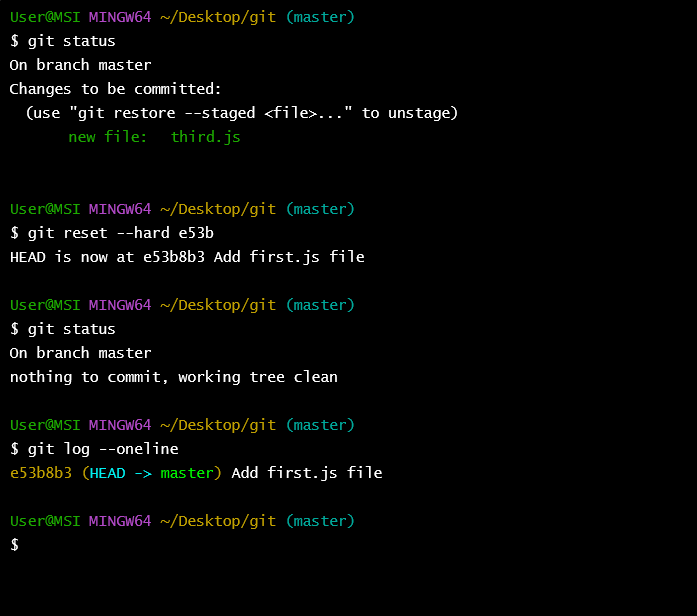 User@MSI MINGW64 ~/Desktop/git (master)
$ git status
On branch master
Changes to be committed:
  (use "git restore --staged <file>..." to unstage)
        new file:   third.js

User@MSI MINGW64 ~/Desktop/git (master)
$ git reset --hard e53b
HEAD is now at e53b8b3 Add first.js file

User@MSI MINGW64 ~/Desktop/git (master)
$ git status
On branch master
nothing to commit, working tree clean

User@MSI MINGW64 ~/Desktop/git (master)
$ git log --oneline
e53b8b3 (HEAD -> master) Add first.js file

User@MSI MINGW64 ~/Desktop/git (master)
$